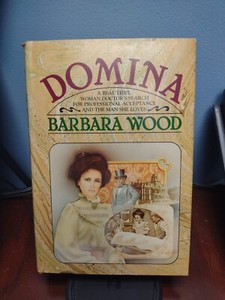 DOMINA
A BEAUTIFUL
WOMAN DOCTOR'S SEARCH
FOR PROFESSIONAL ACCEPTANCE
AND THE MAN SHE LOVES
BARBARA WOOD